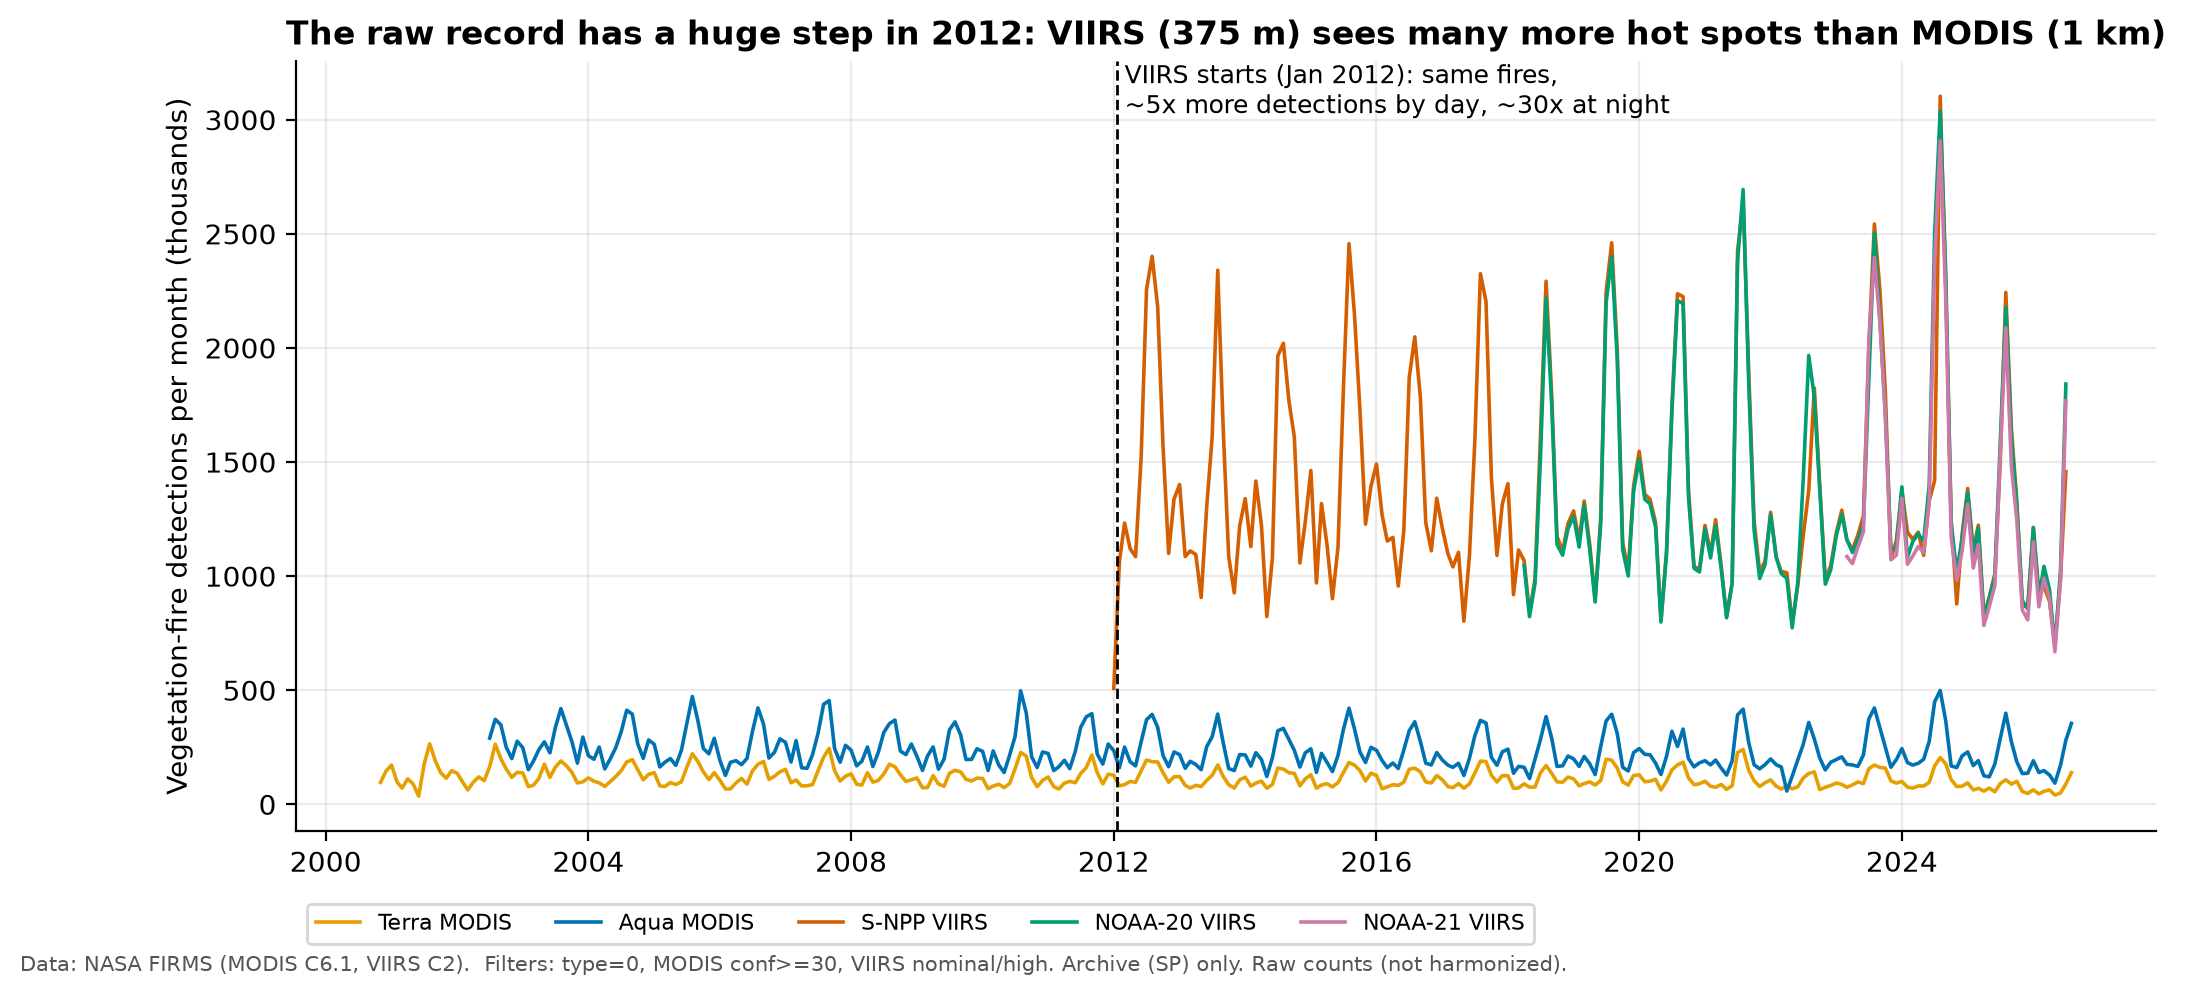 The raw record has a huge step in 2012: VIIRS (375 m) sees many more hot spots than MODIS (1 km)
VIIRS starts (Jan 2012): same fires,
~5x more detections by day, ~30x at night
Vegetation-fire detections per month (thousands)
3000
2500
2000
1500
1000
500
0
2000 2004 2008 2012 2016 2020 2024
Terra MODIS Aqua MODIS S-NPP VIIRS NOAA-20 VIIRS NOAA-21 VIIRS
Data: NASA FIRMS (MODIS C6.1, VIIRS C2).  Filters: type=0, MODIS conf>=30, VIIRS nominal/high. Archive (SP) only. Raw counts (not harmonized).